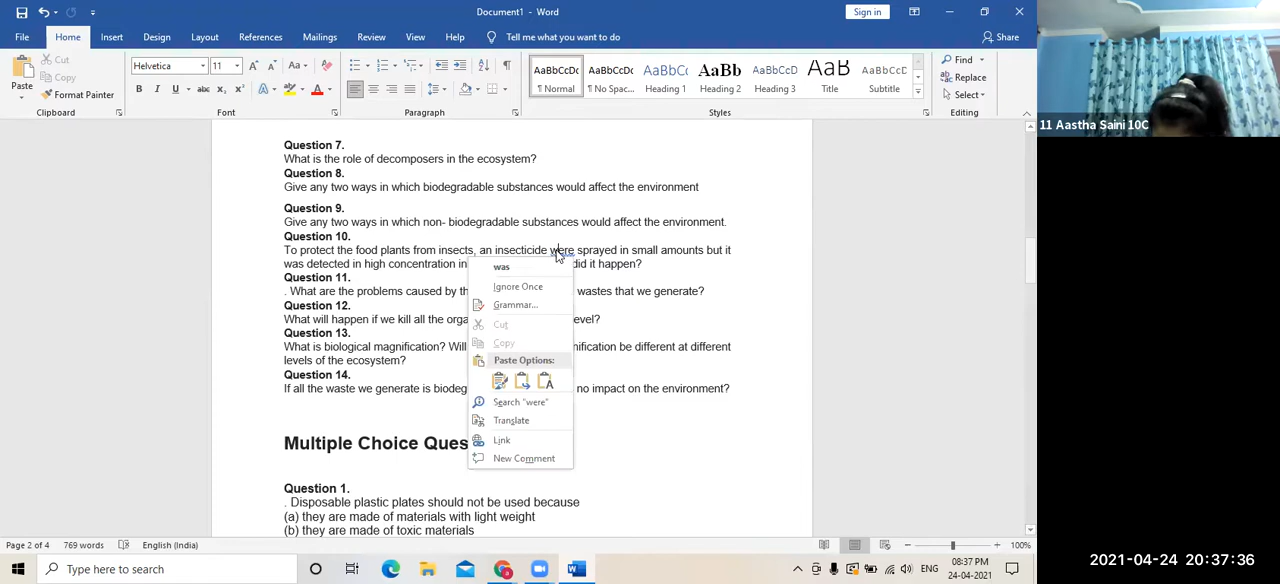 Document1 - Word
Sign in
File Home Insert Design Layout References Mailings Review View Help Tell me what you want to do Share
Paste
Cut
Copy
Format Painter
Clipboard
Helvetica 11
Font
Paragraph
AaBbCcDc AaBbCcDc AaBbCc AaBb AaBbCcD AaBb AaBbCcD
¶ Normal ¶ No Spac... Heading 1 Heading 2 Heading 3 Title Subtitle
Styles
Find
Replace
Select
Editing
11 Aastha Saini 10C
Question 7.
What is the role of decomposers in the ecosystem?
Question 8.
Give any two ways in which biodegradable substances would affect the environment
Question 9.
Give any two ways in which non- biodegradable substances would affect the environment.
Question 10.
To protect the food plants from insects, an insecticide were sprayed in small amounts but it
was detected in high concentration in did it happen?
Question 11.
. What are the problems caused by th wastes that we generate?
Question 12.
What will happen if we kill all the orga evel?
Question 13.
What is biological magnification? Will nification be different at different
levels of the ecosystem?
Question 14.
If all the waste we generate is biodeg no impact on the environment?
was
Ignore Once
Grammar...
Cut
Copy
Paste Options:
Search "were"
Translate
Link
New Comment
Multiple Choice Ques
Question 1.
. Disposable plastic plates should not be used because
(a) they are made of materials with light weight
(b) they are made of toxic materials
Page 2 of 4 769 words English (India) 100%
Type here to search
ENG
08:37 PM
24-04-2021
2021-04-24 20:37:36